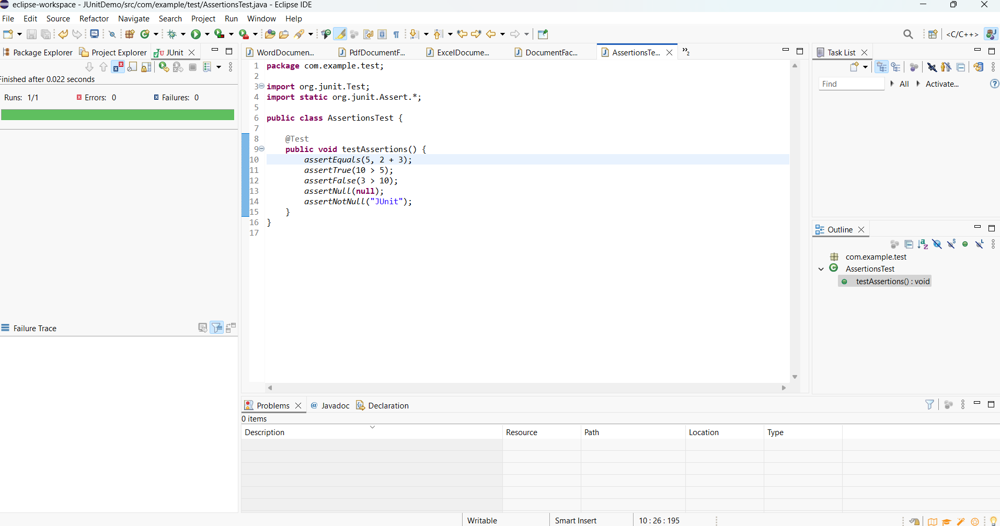 eclipse-workspace - JUnitDemo/src/com/example/test/AssertionsTest.java - Eclipse IDE
File Edit Source Refactor Navigate Search Project Run Window Help
<C/C++>
Package Explorer Project Explorer JUnit
inished after 0.022 seconds
Runs: 1/1 Errors: 0 Failures: 0
Failure Trace
WordDocumen... PdfDocumentF... ExcelDocume... DocumentFac... AssertionsTe... »2
1 package com.example.test;
2
3 import org.junit.Test;
4 import static org.junit.Assert.*;
5
6 public class AssertionsTest {
7
8 @Test
9 public void testAssertions() {
10 assertEquals(5, 2 + 3);
11 assertTrue(10 > 5);
12 assertFalse(3 > 10);
13 assertNull(null);
14 assertNotNull("JUnit");
15 }
16 }
17
Task List
Find All Activate...
Outline
com.example.test
AssertionsTest
testAssertions() : void
Problems @ Javadoc Declaration
0 items
Description Resource Path Location Type
Writable Smart Insert 10 : 26 : 195